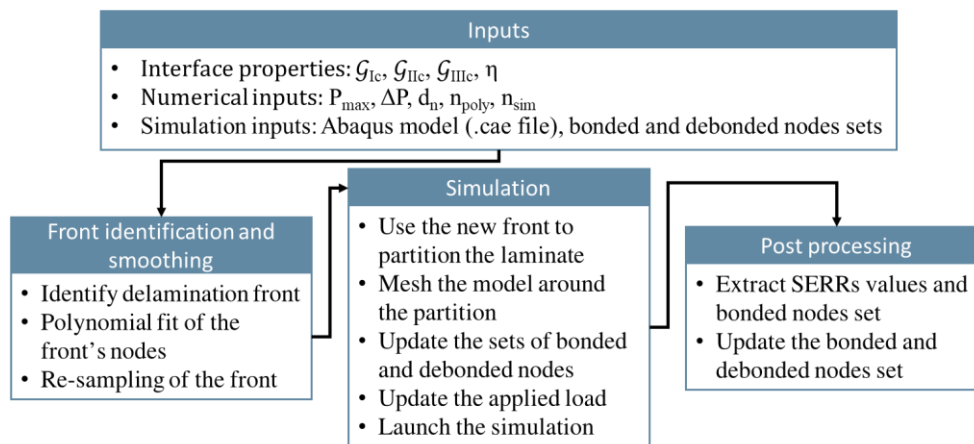 Inputs
• Interface properties: 𝒢Ic, 𝒢IIc, 𝒢IIIc, η
• Numerical inputs: Pmax, ΔP, dn, npoly, nsim
• Simulation inputs: Abaqus model (.cae file), bonded and debonded nodes sets
Front identification and
smoothing
• Identify delamination front
• Polynomial fit of the
front's nodes
• Re-sampling of the front
Simulation
• Use the new front to
partition the laminate
• Mesh the model around
the partition
• Update the sets of bonded
and debonded nodes
• Update the applied load
• Launch the simulation
Post processing
• Extract SERRs values and
bonded nodes set
• Update the bonded and
debonded nodes set